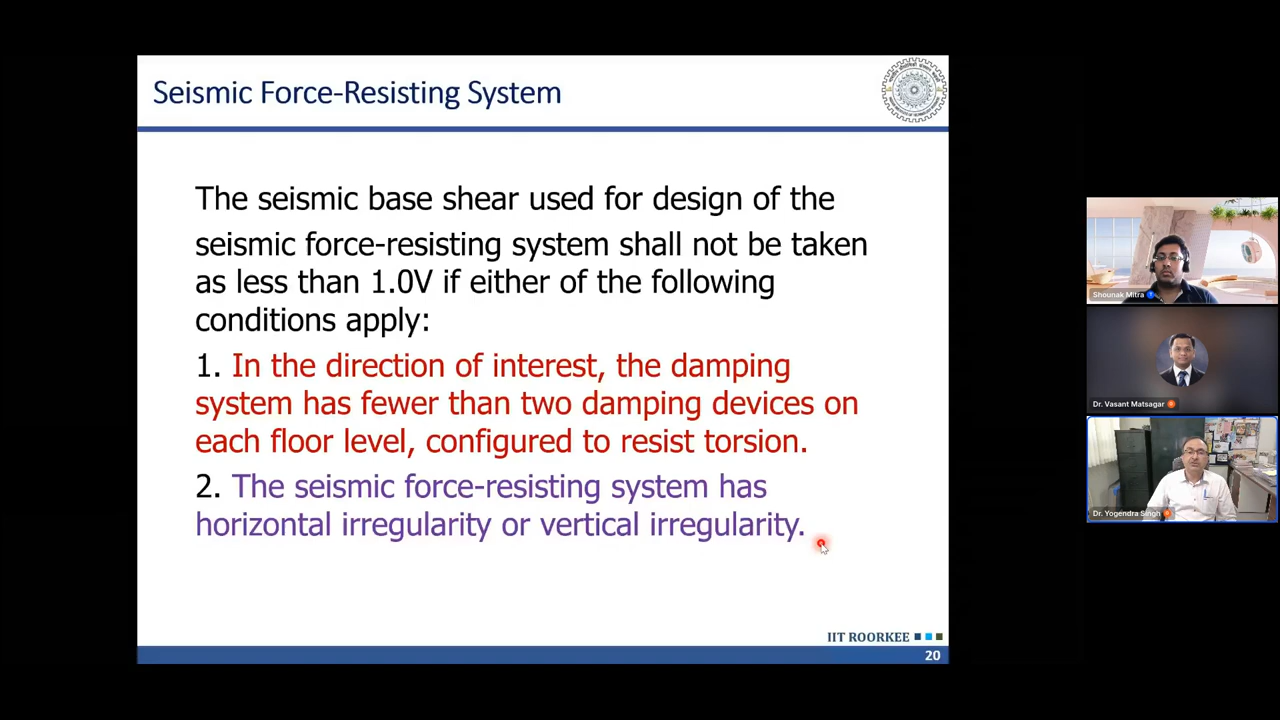 Seismic Force-Resisting System
The seismic base shear used for design of the
seismic force-resisting system shall not be taken
as less than 1.0V if either of the following
conditions apply:
1. In the direction of interest, the damping
system has fewer than two damping devices on
each floor level, configured to resist torsion.
2. The seismic force-resisting system has
horizontal irregularity or vertical irregularity.
IIT ROORKEE
20
Shounak Mitra
Dr. Vasant Matsagar
Dr. Yogendra Singh